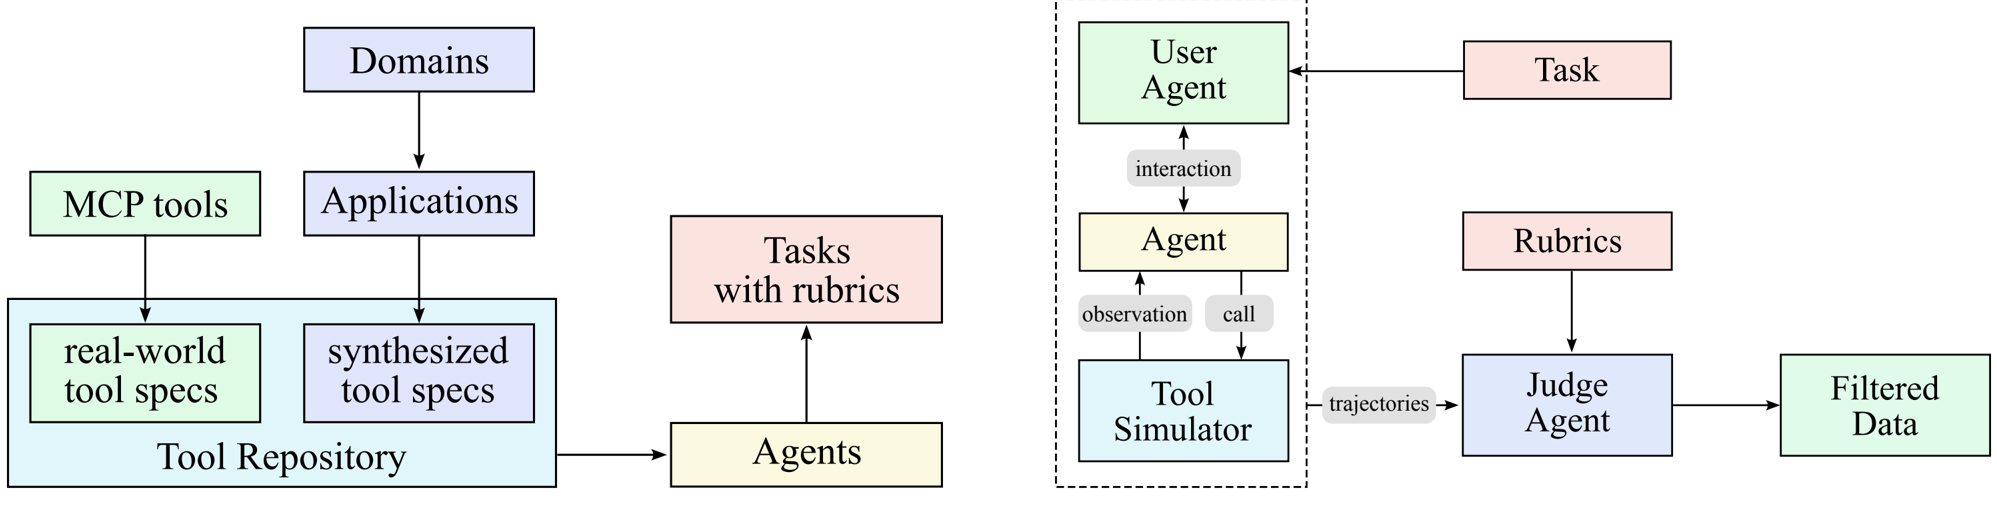 Domains
MCP tools
Applications
real-world
tool specs
synthesized
tool specs
Tool Repository
Tasks
with rubrics
Agents
User
Agent
Task
interaction
Agent
Rubrics
observation
call
Tool
Simulator
trajectories
Judge
Agent
Filtered
Data